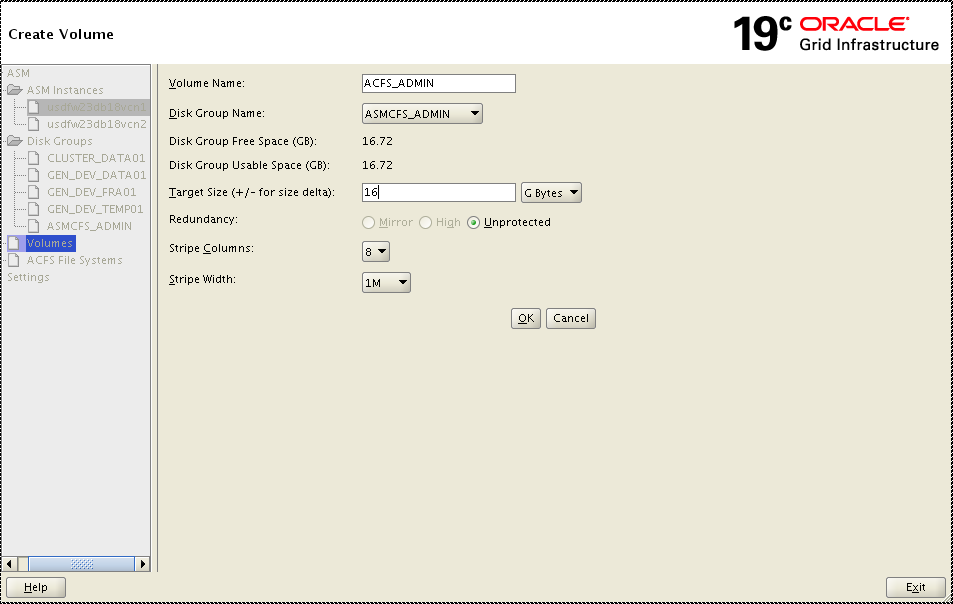 Create Volume
19c ORACLE
Grid Infrastructure
ASM
ASM Instances
usdfw23db18vcn1
usdfw23db18vcn2
Disk Groups
CLUSTER_DATA01
GEN_DEV_DATA01
GEN_DEV_FRA01
GEN_DEV_TEMP01
ASMCFS_ADMIN
Volumes
ACFS File Systems
Settings
Volume Name: ACFS_ADMIN
Disk Group Name: ASMCFS_ADMIN
Disk Group Free Space (GB): 16.72
Disk Group Usable Space (GB): 16.72
Target Size (+/- for size delta): 16 G Bytes
Redundancy: Mirror High Unprotected
Stripe Columns: 8
Stripe Width: 1M
OK Cancel
Help Exit